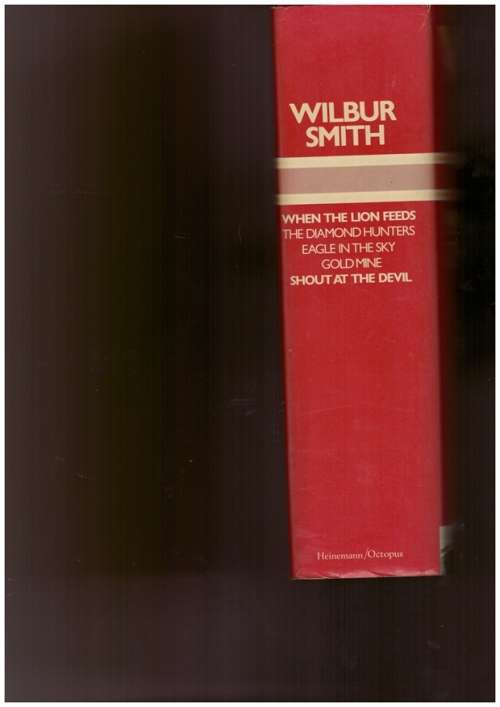 WILBUR
SMITH
WHEN THE LION FEEDS
THE DIAMOND HUNTERS
EAGLE IN THE SKY
GOLD MINE
SHOUT AT THE DEVIL
Heinemann/Octopus